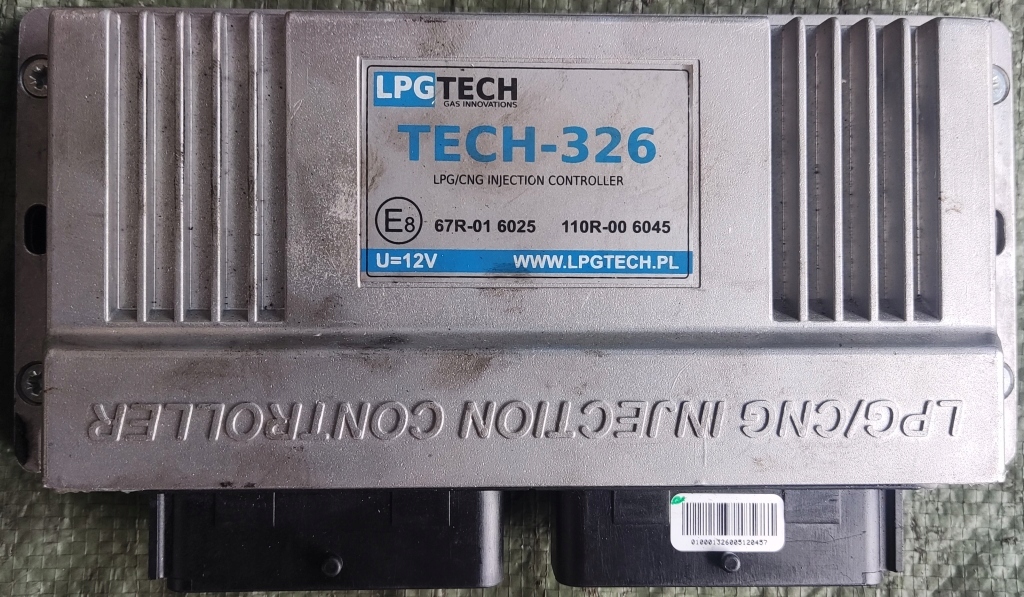 LPGTECH
GAS INNOVATIONS
TECH-326
LPG/CNG INJECTION CONTROLLER
E8 67R-01 6025 110R-00 6045
U=12V WWW.LPGTECH.PL
LPG/CNG INJECTION CONTROLLER
010001326005120457